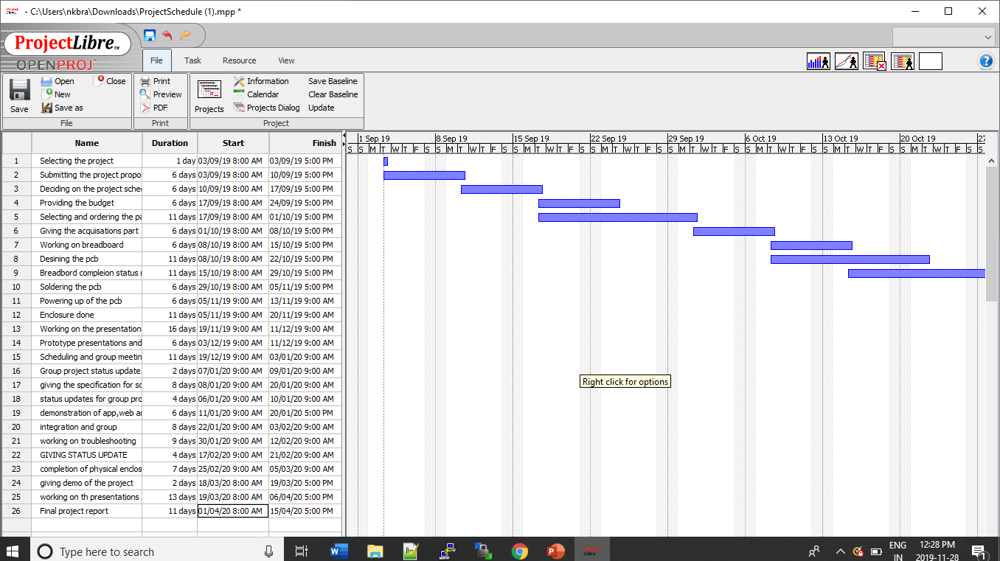 - C:\Users\nkbra\Downloads\ProjectSchedule (1).mpp *
ProjectLibre TM
OPENPROJ
File Task Resource View
Save Open New Save as Close
File
Print Preview PDF
Print
Projects Information Calendar Projects Dialog Save Baseline Clear Baseline Update
Project
Name Duration Start Finish
1 Sep 19 8 Sep 19 15 Sep 19 22 Sep 19 29 Sep 19 6 Oct 19 13 Oct 19 20 Oct 19 27
S S M T W T F S S M T W T F S S M T W T F S S M T W T F S S M T W T F S S M T W T F S S M T W T F S S M T W T F S S
1 Selecting the project 1 day 03/09/19 8:00 AM 03/09/19 5:00 PM
2 Submitting the project propo 6 days 03/09/19 8:00 AM 10/09/19 5:00 PM
3 Deciding on the project sche 6 days 10/09/19 8:00 AM 17/09/19 5:00 PM
4 Providing the budget 6 days 17/09/19 8:00 AM 24/09/19 5:00 PM
5 Selecting and ordering the pa 11 days 17/09/19 8:00 AM 01/10/19 5:00 PM
6 Giving the acquisations part 6 days 01/10/19 8:00 AM 08/10/19 5:00 PM
7 Working on breadboard 6 days 08/10/19 8:00 AM 15/10/19 5:00 PM
8 Desining the pcb 11 days 08/10/19 8:00 AM 22/10/19 5:00 PM
9 Breadbord compleion status 11 days 15/10/19 8:00 AM 29/10/19 5:00 PM
10 Soldering the pcb 6 days 29/10/19 8:00 AM 05/11/19 5:00 PM
11 Powering up of the pcb 6 days 05/11/19 9:00 AM 13/11/19 9:00 AM
12 Enclosure done 11 days 05/11/19 9:00 AM 20/11/19 9:00 AM
13 Working on the presentation 16 days 19/11/19 9:00 AM 11/12/19 9:00 AM
14 Prototype presentations and 6 days 03/12/19 9:00 AM 11/12/19 9:00 AM
15 Scheduling and group meetin 11 days 19/12/19 9:00 AM 03/01/20 9:00 AM
16 Group project status update 2 days 07/01/20 9:00 AM 09/01/20 9:00 AM
17 giving the specification for sc 8 days 08/01/20 9:00 AM 20/01/20 9:00 AM
18 status updates for group pro 4 days 06/01/20 9:00 AM 10/01/20 9:00 AM
19 demonstration of app,web ar 6 days 11/01/20 9:00 AM 20/01/20 5:00 PM
20 integration and group 8 days 22/01/20 9:00 AM 03/02/20 9:00 AM
21 working on troubleshooting 9 days 30/01/20 9:00 AM 12/02/20 9:00 AM
22 GIVING STATUS UPDATE 4 days 17/02/20 9:00 AM 21/02/20 9:00 AM
23 completion of physical enclos 7 days 25/02/20 9:00 AM 05/03/20 9:00 AM
24 giving demo of the project 2 days 18/03/20 8:00 AM 19/03/20 5:00 PM
25 working on th presentations 13 days 19/03/20 8:00 AM 06/04/20 5:00 PM
26 Final project report 11 days 01/04/20 8:00 AM 15/04/20 5:00 PM
Right click for options
Type here to search
ENG
IN
12:28 PM
2019-11-28
1